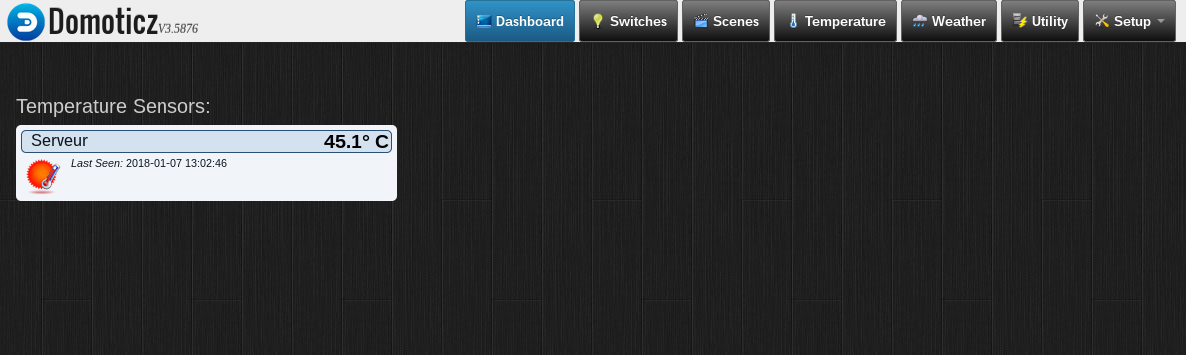 Domoticz V3.5876
Dashboard Switches Scenes Temperature Weather Utility Setup
Temperature Sensors:
Serveur 45.1° C
Last Seen: 2018-01-07 13:02:46